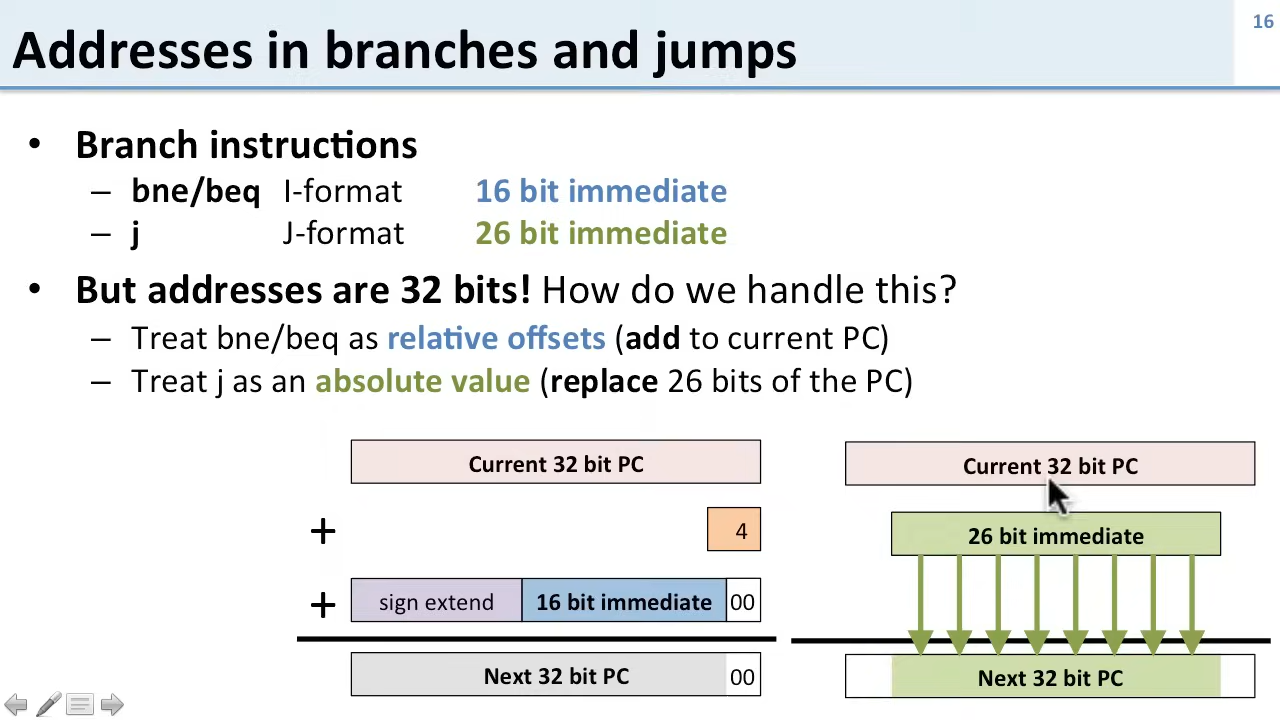 16
Addresses in branches and jumps
• Branch instructions
– bne/beq I-format 16 bit immediate
– j J-format 26 bit immediate
• But addresses are 32 bits! How do we handle this?
– Treat bne/beq as relative offsets (add to current PC)
– Treat j as an absolute value (replace 26 bits of the PC)
Current 32 bit PC
+ 4
+ sign extend 16 bit immediate 00
Next 32 bit PC 00
Current 32 bit PC
26 bit immediate
Next 32 bit PC